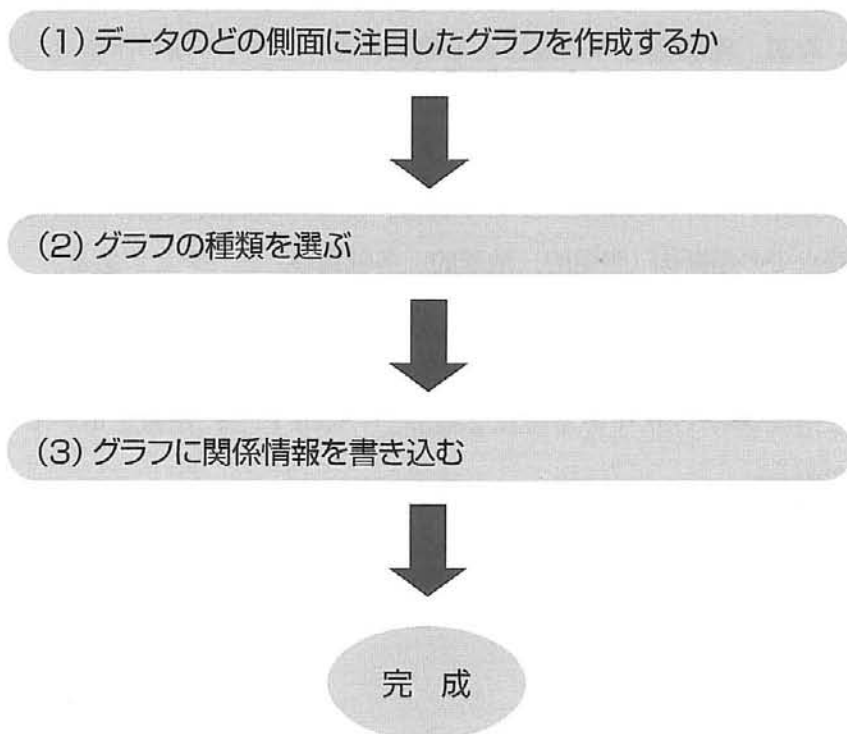 (1) データのどの側面に注目したグラフを作成するか
(2) グラフの種類を選ぶ
(3) グラフに関係情報を書き込む
完 成